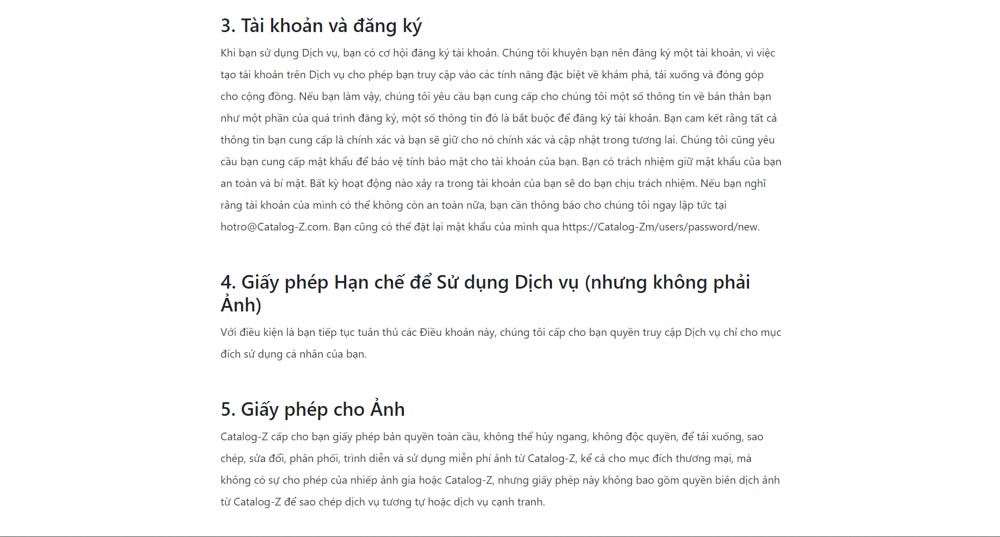 3. Tài khoản và đăng ký
Khi bạn sử dụng Dịch vụ, bạn có cơ hội đăng ký tài khoản. Chúng tôi khuyên bạn nên đăng ký một tài khoản, vì việc
tạo tài khoản trên Dịch vụ cho phép bạn truy cập vào các tính năng đặc biệt về khám phá, tải xuống và đóng góp
cho cộng đồng. Nếu bạn làm vậy, chúng tôi yêu cầu bạn cung cấp cho chúng tôi một số thông tin về bản thân bạn
như một phần của quá trình đăng ký, một số thông tin đó là bắt buộc để đăng ký tài khoản. Bạn cam kết rằng tất cả
thông tin bạn cung cấp là chính xác và bạn sẽ giữ cho nó chính xác và cập nhật trong tương lai. Chúng tôi cũng yêu
cầu bạn cung cấp mật khẩu để bảo vệ tính bảo mật cho tài khoản của bạn. Bạn có trách nhiệm giữ mật khẩu của bạn
an toàn và bí mật. Bất kỳ hoạt động nào xảy ra trong tài khoản của bạn sẽ do bạn chịu trách nhiệm. Nếu bạn nghĩ
rằng tài khoản của mình có thể không còn an toàn nữa, bạn cần thông báo cho chúng tôi ngay lập tức tại
hotro@Catalog-Z.com. Bạn cũng có thể đặt lại mật khẩu của mình qua https://Catalog-Zm/users/password/new.
4. Giấy phép Hạn chế để Sử dụng Dịch vụ (nhưng không phải
Ảnh)
Với điều kiện là bạn tiếp tục tuân thủ các Điều khoản này, chúng tôi cấp cho bạn quyền truy cập Dịch vụ chỉ cho mục
đích sử dụng cá nhân của bạn.
5. Giấy phép cho Ảnh
Catalog-Z cấp cho bạn giấy phép bản quyền toàn cầu, không thể hủy ngang, không độc quyền, để tải xuống, sao
chép, sửa đổi, phân phối, trình diễn và sử dụng miễn phí ảnh từ Catalog-Z, kể cả cho mục đích thương mại, mà
không có sự cho phép của nhiếp ảnh gia hoặc Catalog-Z, nhưng giấy phép này không bao gồm quyền biên dịch ảnh
từ Catalog-Z để sao chép dịch vụ tương tự hoặc dịch vụ cạnh tranh.